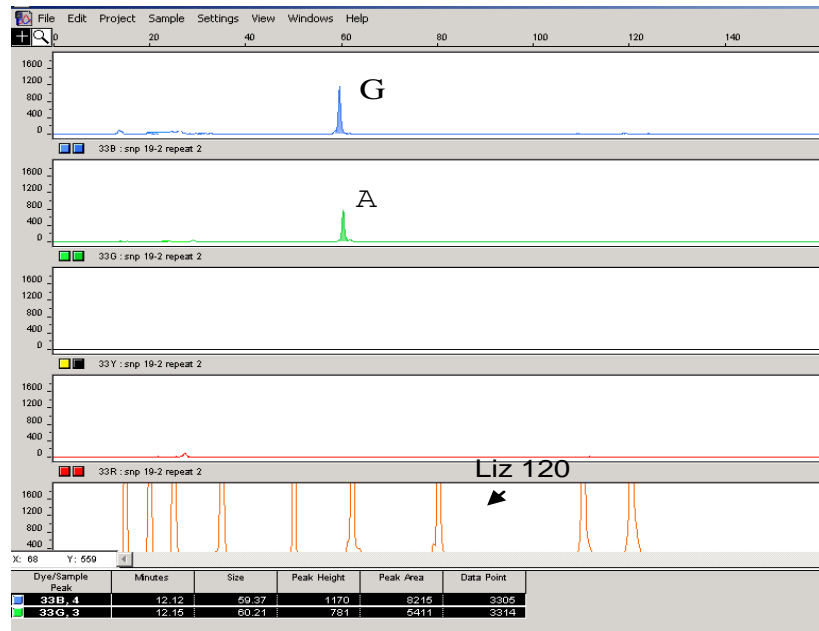 File Edit Project Sample Settings View Windows Help
0 20 40 60 80 100 120 140
1600
1200
800
400
0
G
33B : snp 19-2 repeat 2
1600
1200
800
400
0
A
33G : snp 19-2 repeat 2
1600
1200
800
400
0
33Y : snp 19-2 repeat 2
1600
1200
800
400
0
33R : snp 19-2 repeat 2
Liz 120
1600
1200
800
400
X: 68 Y: 559
Dye/Sample Peak Minutes Size Peak Height Peak Area Data Point
33B, 4 12.12 59.37 1170 8215 3305
33G, 3 12.15 60.21 781 5411 3314